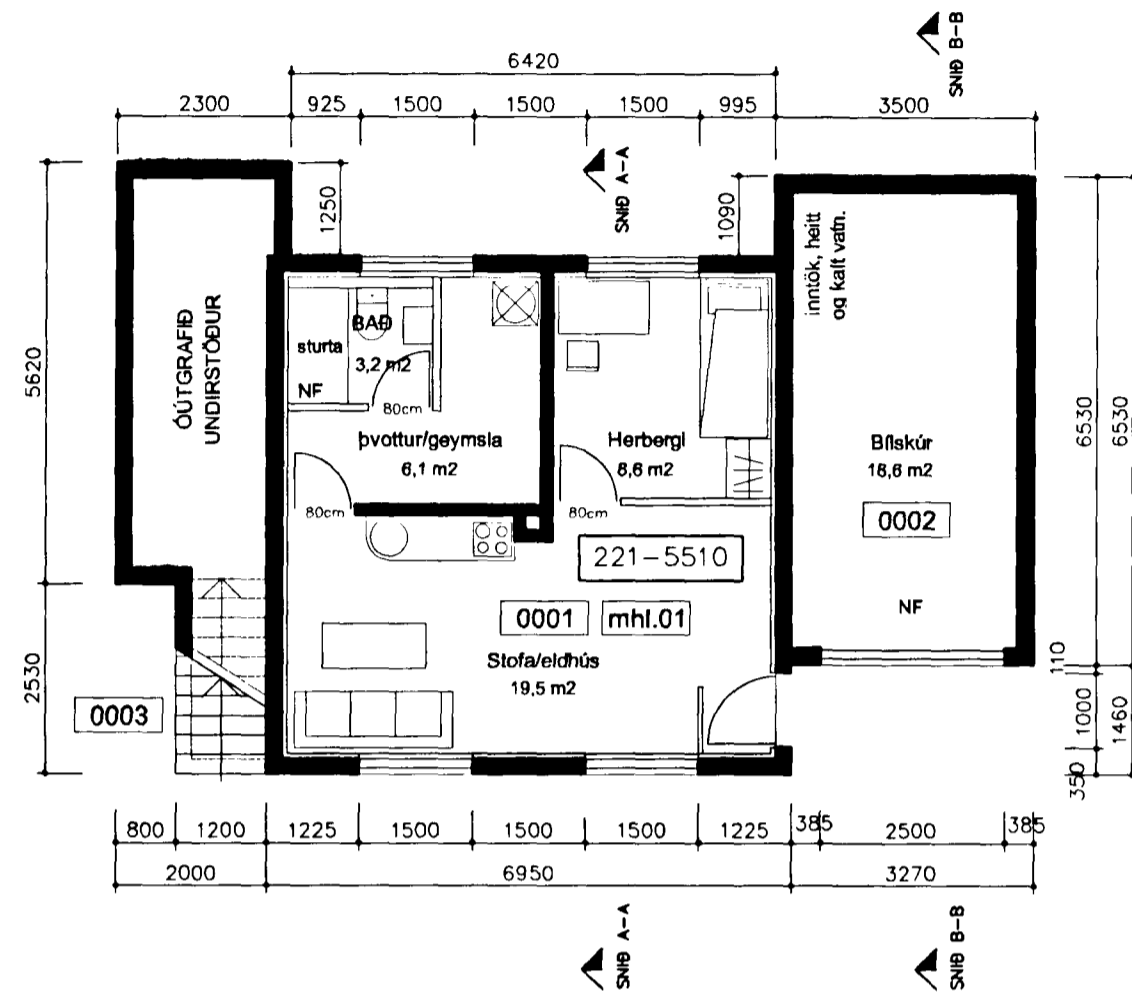 SNIÐ B-B
6420
2300
925
1500
1500
1500
995
3500
SNIÐ A-A
1250
1090
inntök, heitt
og kalt vatn.
5620
ÓÚTGRAFIÐ
UNDIRSTÖÐUR
BAÐ
sturta
3,2 m2
NF
80cm
6530
6530
þvottur/geymsla
6,1 m2
Herbergi
8,6 m2
Bílskúr
18,6 m2
80cm
80cm
0002
221-5510
0001
mhl.01
NF
Stofa/eldhús
19,5 m2
2530
0003
110
1000
1460
350
800
1200
1225
1500
1500
1500
1225
385
2500
385
2000
6950
3270
SNIÐ A-A
SNIÐ B-B